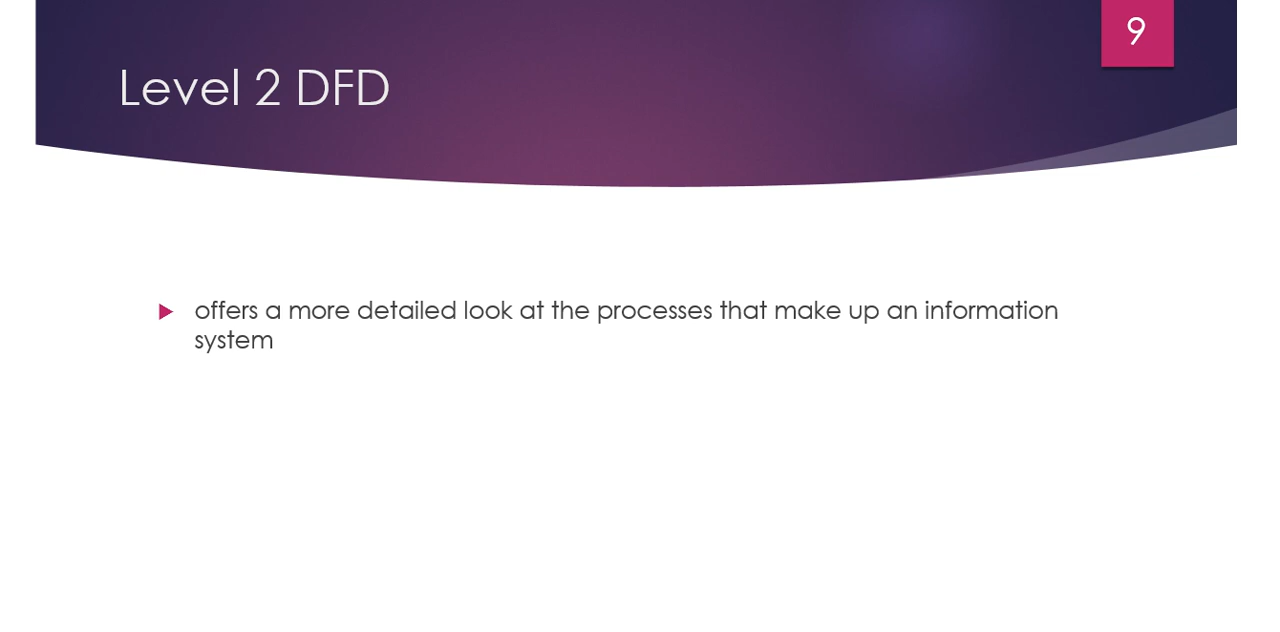 9
Level 2 DFD
offers a more detailed look at the processes that make up an information
system